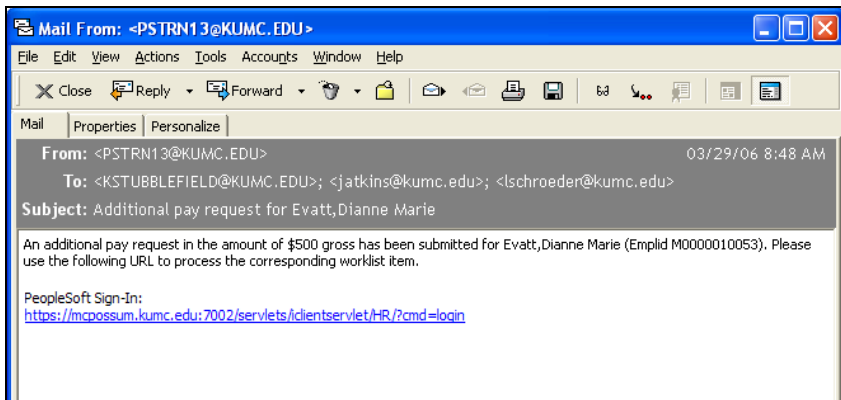 Mail From: <PSTRN13@KUMC.EDU>
File Edit View Actions Tools Accounts Window Help
Close Reply Forward
Mail Properties Personalize
From: <PSTRN13@KUMC.EDU> 03/29/06 8:48 AM
To: <KSTUBBLEFIELD@KUMC.EDU>; <jatkins@kumc.edu>; <lschroeder@kumc.edu>
Subject: Additional pay request for Evatt,Dianne Marie
An additional pay request in the amount of $500 gross has been submitted for Evatt,Dianne Marie (Emplid M0000010053). Please
use the following URL to process the corresponding worklist item.
PeopleSoft Sign-In:
https://mcpossum.kumc.edu:7002/servlets/iclientservlet/HR/?cmd=login